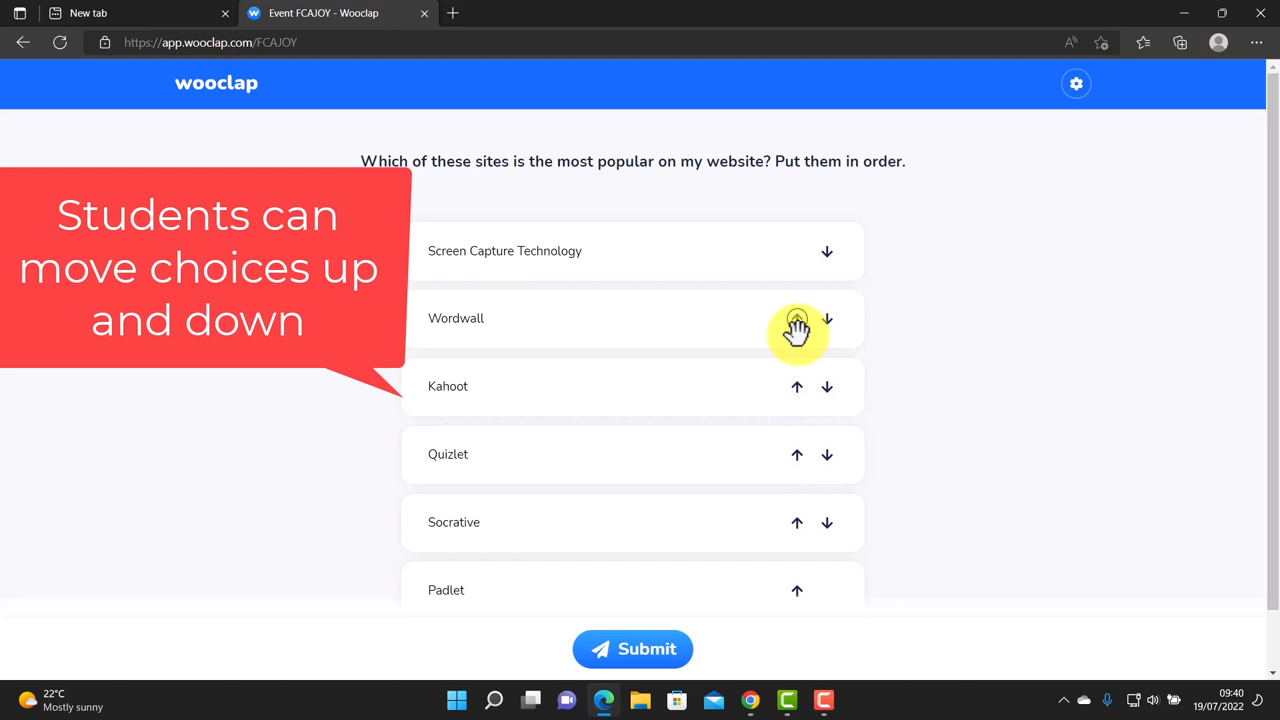 New tab
Event FCAJOY - Wooclap
https://app.wooclap.com/FCAJOY
wooclap
Which of these sites is the most popular on my website? Put them in order.
Students can
move choices up
and down
Screen Capture Technology
Wordwall
Kahoot
Quizlet
Socrative
Padlet
Submit
22°C
Mostly sunny
09:40
19/07/2022